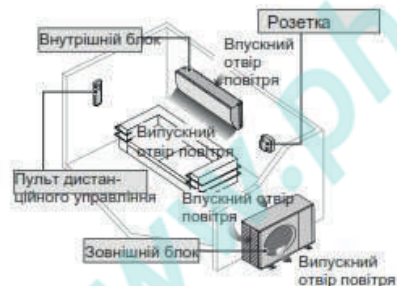 Розетка
Внутрішній блок
Впускний
отвір
повітря
Випускний
отвір повітря
Пульт дистан-
ційного управління
Впускний отвір
повітря
Зовнішній блок
Випускний
отвір повітря